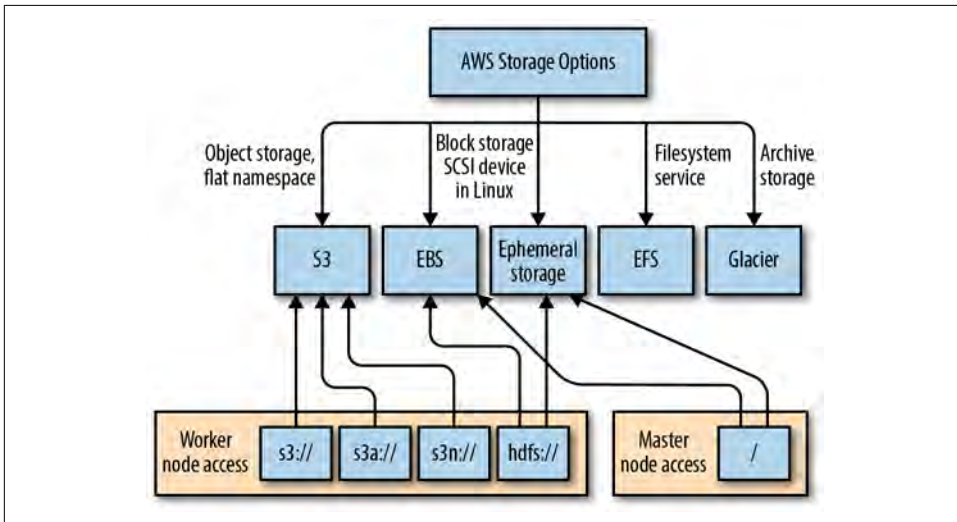 AWS Storage Options
Object storage,
flat namespace
Block storage
SCSI device
in Linux
Filesystem
service
Archive
storage
S3
EBS
Ephemeral
storage
EFS
Glacier
Worker
node access
s3://
s3a://
s3n://
hdfs://
Master
node access
/